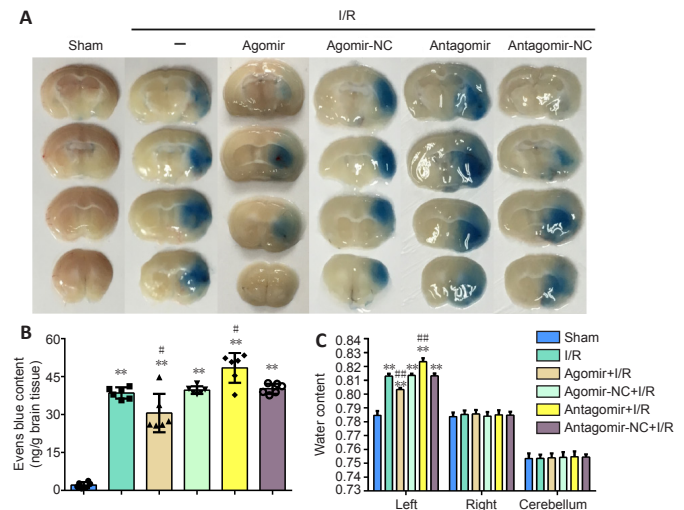 A
I/R
Sham – Agomir Agomir-NC Antagomir Antagomir-NC
B
Evens blue content
(ng/g brain tissue)
60
45
30
15
0
**
#
**
**
#
**
**
C
Water content
0.84
0.83
0.82
0.81
0.80
0.79
0.78
0.77
0.76
0.75
0.74
0.73
**
##
**
**
##
**
**
Left Right Cerebellum
Sham
I/R
Agomir+I/R
Agomir-NC+I/R
Antagomir+I/R
Antagomir-NC+I/R